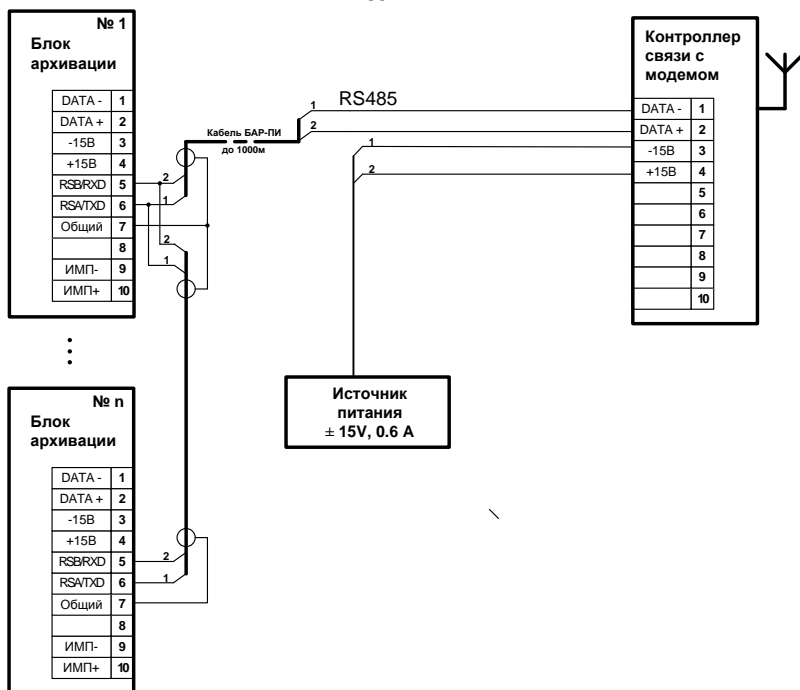 № 1
Блок
архивации
DATA - 1
DATA + 2
-15В 3
+15В 4
RSB/RXD 5
RSA/TXD 6
Общий 7
8
ИМП- 9
ИМП+ 10
2
1
2
1
Кабель БАР-ПИ
до 1000м
1 RS485
2
1
2
Контроллер
связи с
модемом
DATA - 1
DATA + 2
-15В 3
+15В 4
5
6
7
8
9
10
Источник
питания
± 15V, 0.6 A
№ n
Блок
архивации
DATA - 1
DATA + 2
-15В 3
+15В 4
RSB/RXD 5
RSA/TXD 6
Общий 7
8
ИМП- 9
ИМП+ 10
2
1